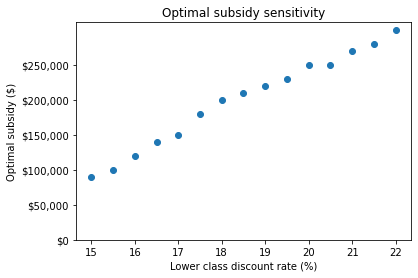 Optimal subsidy sensitivity
Optimal subsidy ($)
$250,000
$200,000
$150,000
$100,000
$50,000
$0
15 16 17 18 19 20 21 22
Lower class discount rate (%)